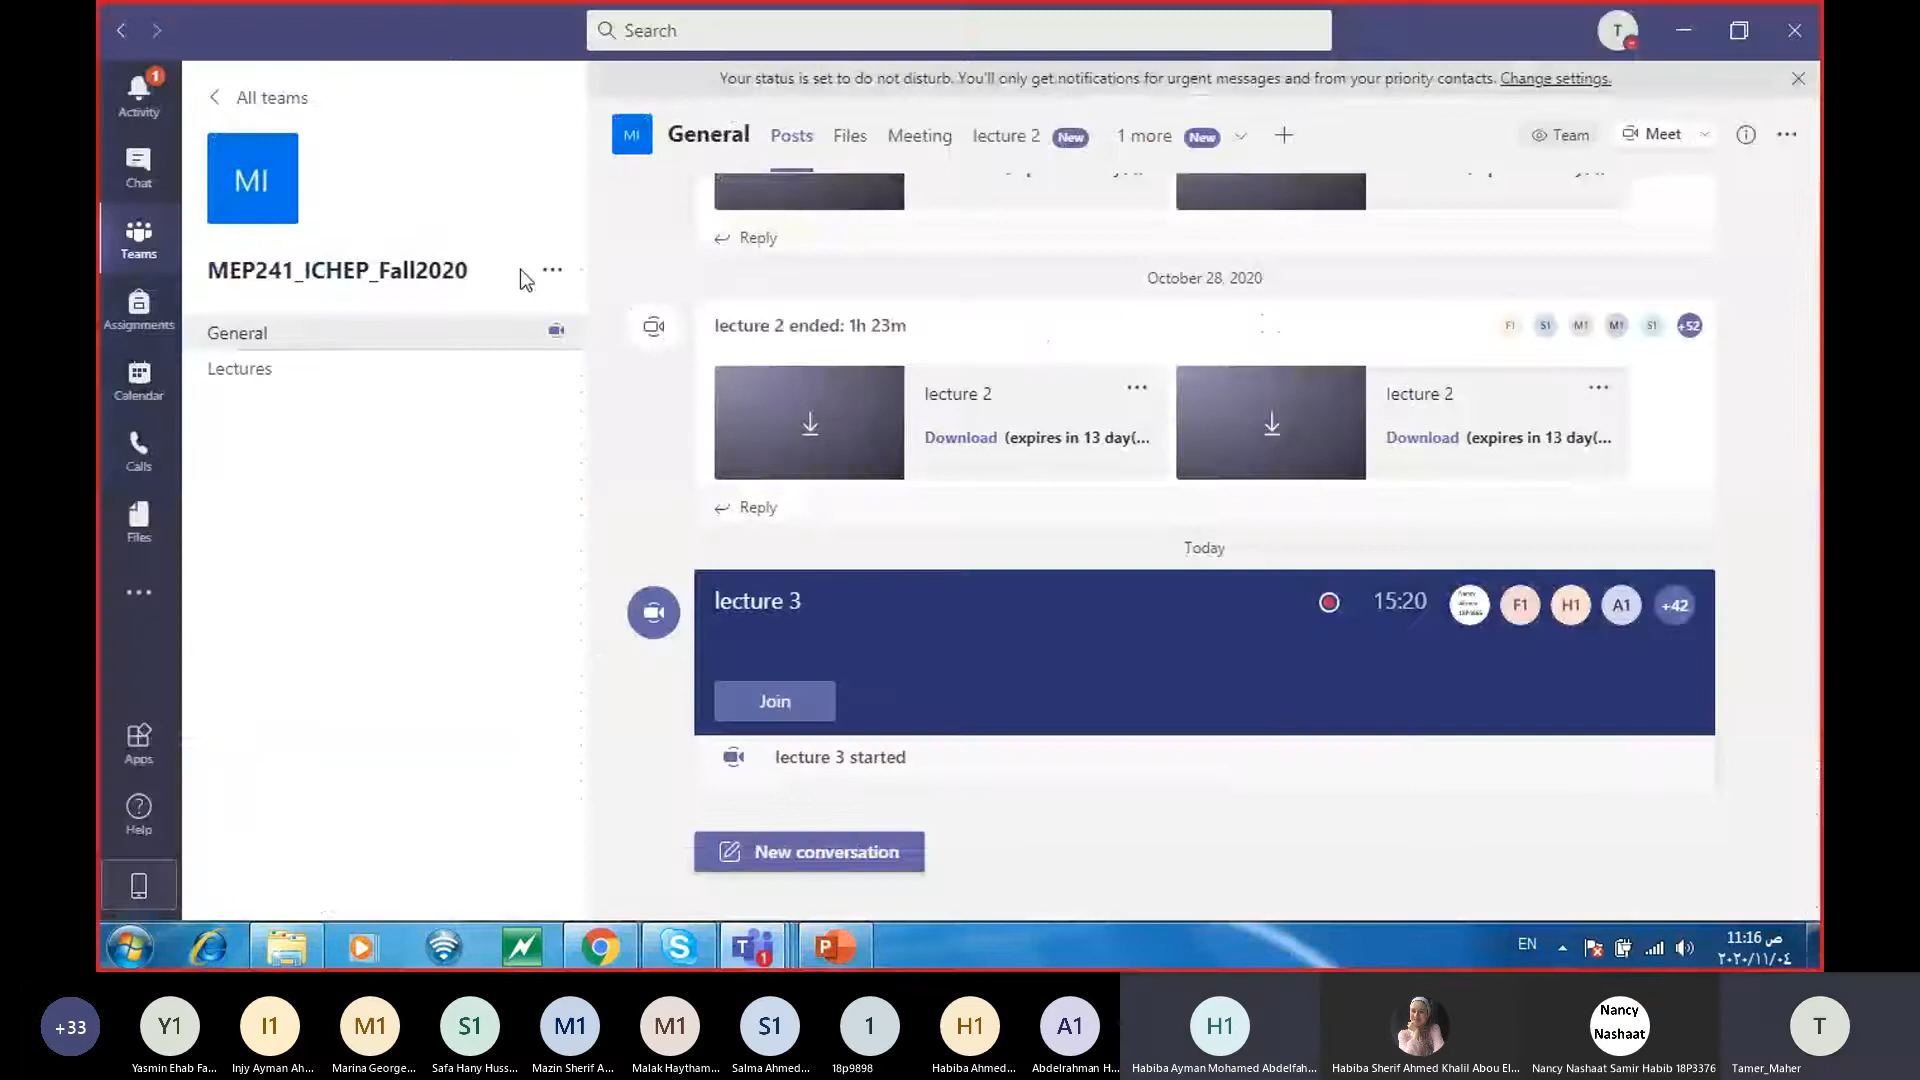 Search
T
Your status is set to do not disturb. You'll only get notifications for urgent messages and from your priority contacts. Change settings.
1
Activity
Chat
Teams
Assignments
Calendar
Calls
Files
Apps
Help
All teams
MI
MEP241_ICHEP_Fall2020
General
Lectures
MI
General
Posts
Files
Meeting
lecture 2 New
1 more New
Team
Meet
Reply
October 28, 2020
lecture 2 ended: 1h 23m
F1
S1
M1
M1
S1
+52
lecture 2
Download (expires in 13 day(...
lecture 2
Download (expires in 13 day(...
Reply
Today
lecture 3
15:20
F1
H1
A1
+42
Join
lecture 3 started
New conversation
EN
11:16 ص
٢٠٢٠/١١/٠٤
+33
Y1
I1
M1
S1
M1
M1
S1
1
H1
A1
H1
Nancy
Nashaat
T
Yasmin Ehab Fa...
Injy Ayman Ah...
Marina George...
Safa Hany Huss...
Mazin Sherif A...
Malak Haytham...
Salma Ahmed...
18p9898
Habiba Ahmed...
Abdelrahman H...
Habiba Ayman Mohamed Abdelfah...
Habiba Sherif Ahmed Khalil Abou El...
Nancy Nashaat Samir Habib 18P3376
Tamer_Maher